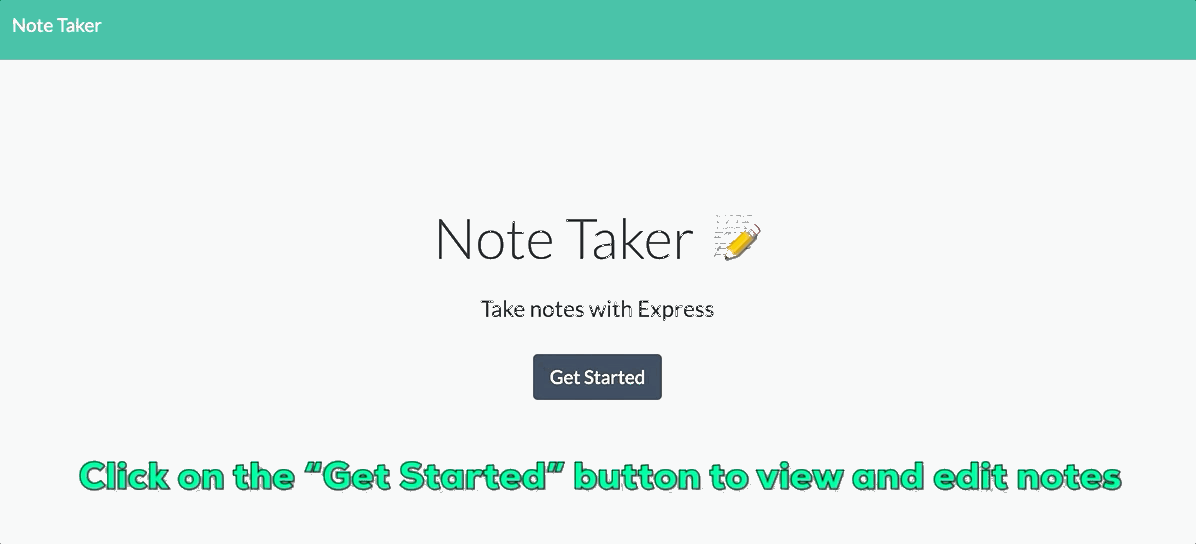 Note Taker
Note Taker
Take notes with Express
Get Started
Click on the “Get Started” button to view and edit notes